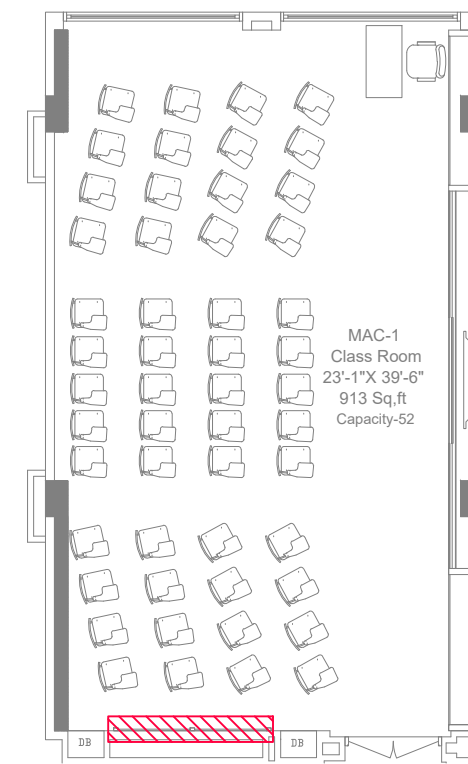 MAC-1
Class Room
23'-1"X 39'-6"
913 Sq,ft
Capacity-52
DB
DB